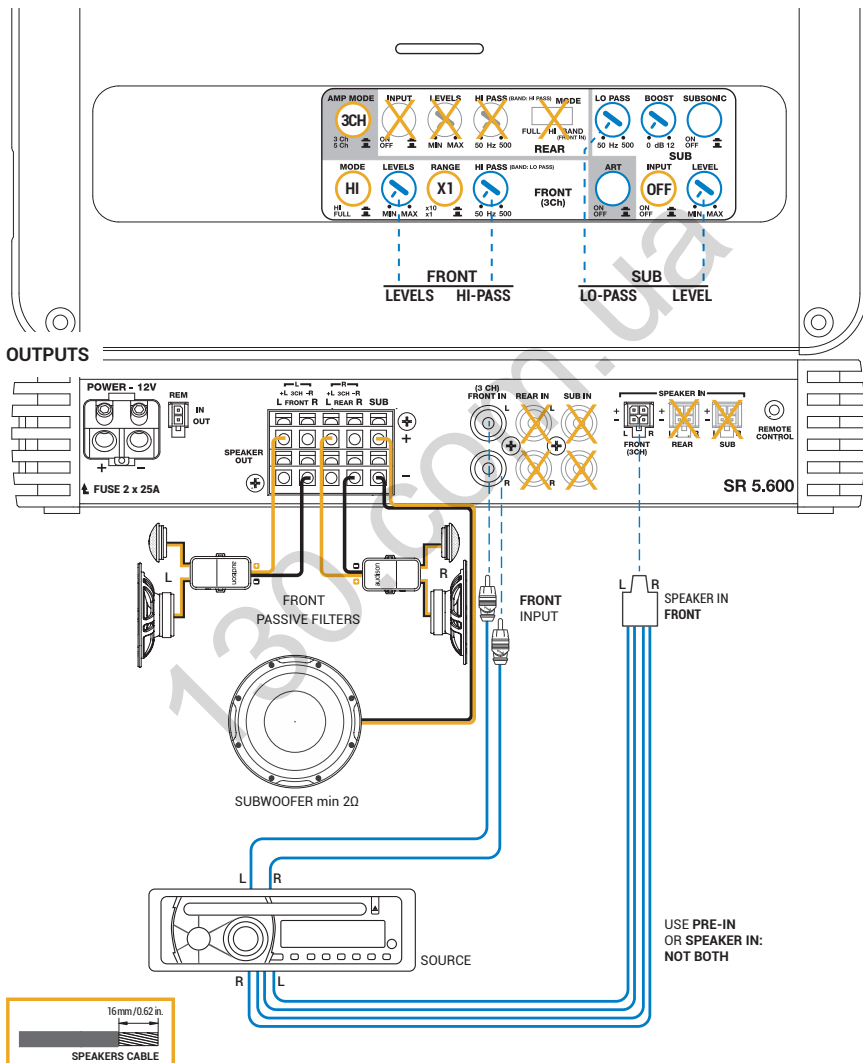 AMP MODE INPUT LEVELS HI PASS (BAND: HI PASS) MODE LO PASS BOOST SUBSONIC
3CH
3 Ch
5 Ch
ON
OFF
MIN MAX
50 Hz 500
FULL HI BAND
(FRONT IN)
REAR
50 Hz 500
0 dB 12
ON
OFF
SUB
MODE LEVELS RANGE HI PASS (BAND: LO PASS) ART INPUT LEVEL
HI
X1
OFF
HI
FULL
MIN MAX
x10
x1
50 Hz 500
FRONT
(3Ch)
ON
OFF
ON
OFF
MIN MAX
FRONT
LEVELS HI-PASS
SUB
LO-PASS LEVEL
OUTPUTS
POWER - 12V
+ -
FUSE 2 x 25A
REM
IN
OUT
L R
+L 3CH -R +L 3CH -R
L FRONT R L REAR R SUB
SPEAKER
OUT
+
-
(3 CH)
FRONT IN REAR IN SUB IN
L L
R R
SPEAKER IN
+ - + - + -
L R L R
FRONT
(3CH)
REAR
SUB
REMOTE
CONTROL
SR 5.600
L
audison
audison
R
FRONT
PASSIVE FILTERS
FRONT
INPUT
L R
SPEAKER IN
FRONT
SUBWOOFER min 2Ω
L R
SOURCE
R L
USE PRE-IN
OR SPEAKER IN:
NOT BOTH
16mm/0.62 in.
SPEAKERS CABLE
130.com.ua